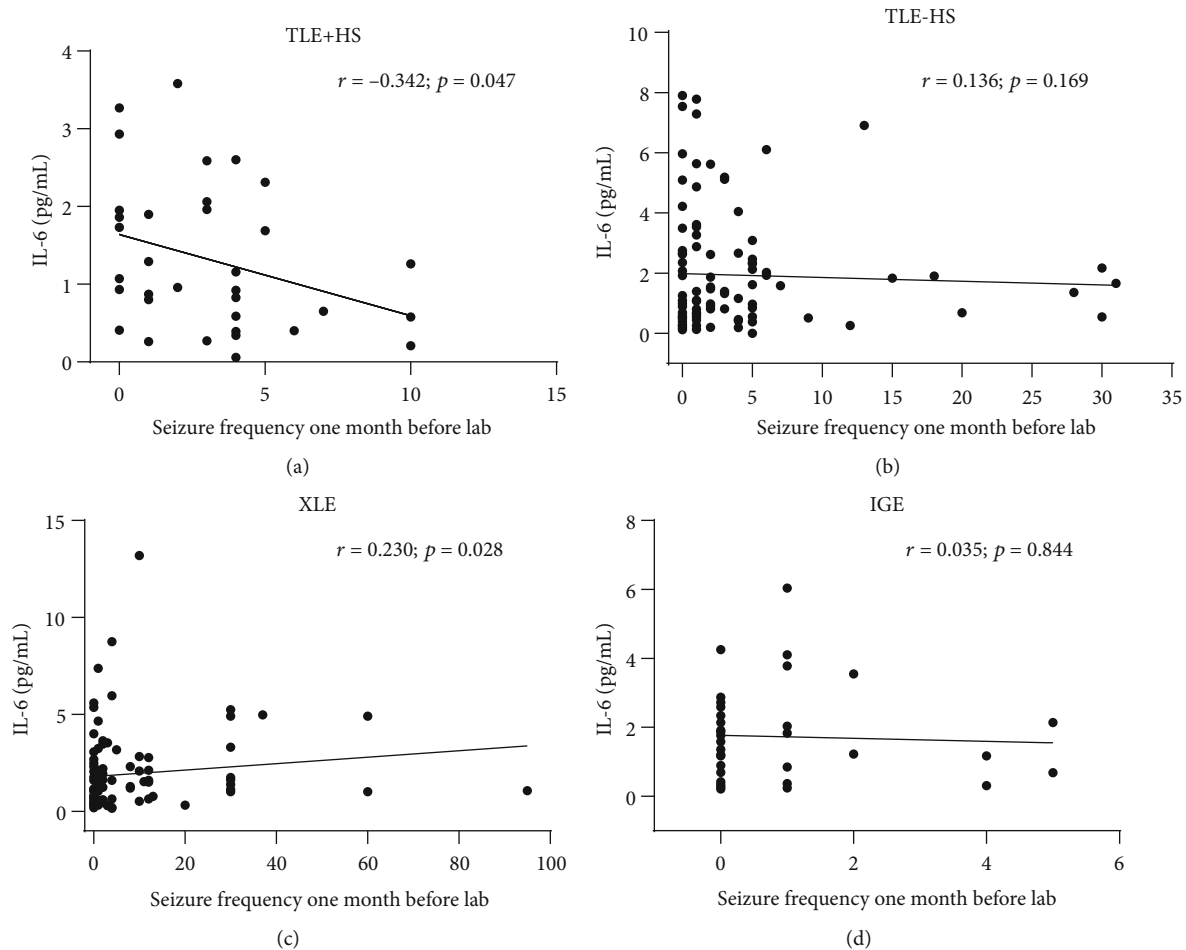 TLE+HS
r = –0.342; p = 0.047
IL-6 (pg/mL)
4
3
2
1
0
0 5 10 15
Seizure frequency one month before lab
(a)
TLE-HS
r = 0.136; p = 0.169
IL-6 (pg/mL)
10
8
6
4
2
0
0 5 10 15 20 25 30 35
Seizure frequency one month before lab
(b)
XLE
r = 0.230; p = 0.028
IL-6 (pg/mL)
15
10
5
0
0 20 40 60 80 100
Seizure frequency one month before lab
(c)
IGE
r = 0.035; p = 0.844
IL-6 (pg/mL)
8
6
4
2
0
0 2 4 6
Seizure frequency one month before lab
(d)